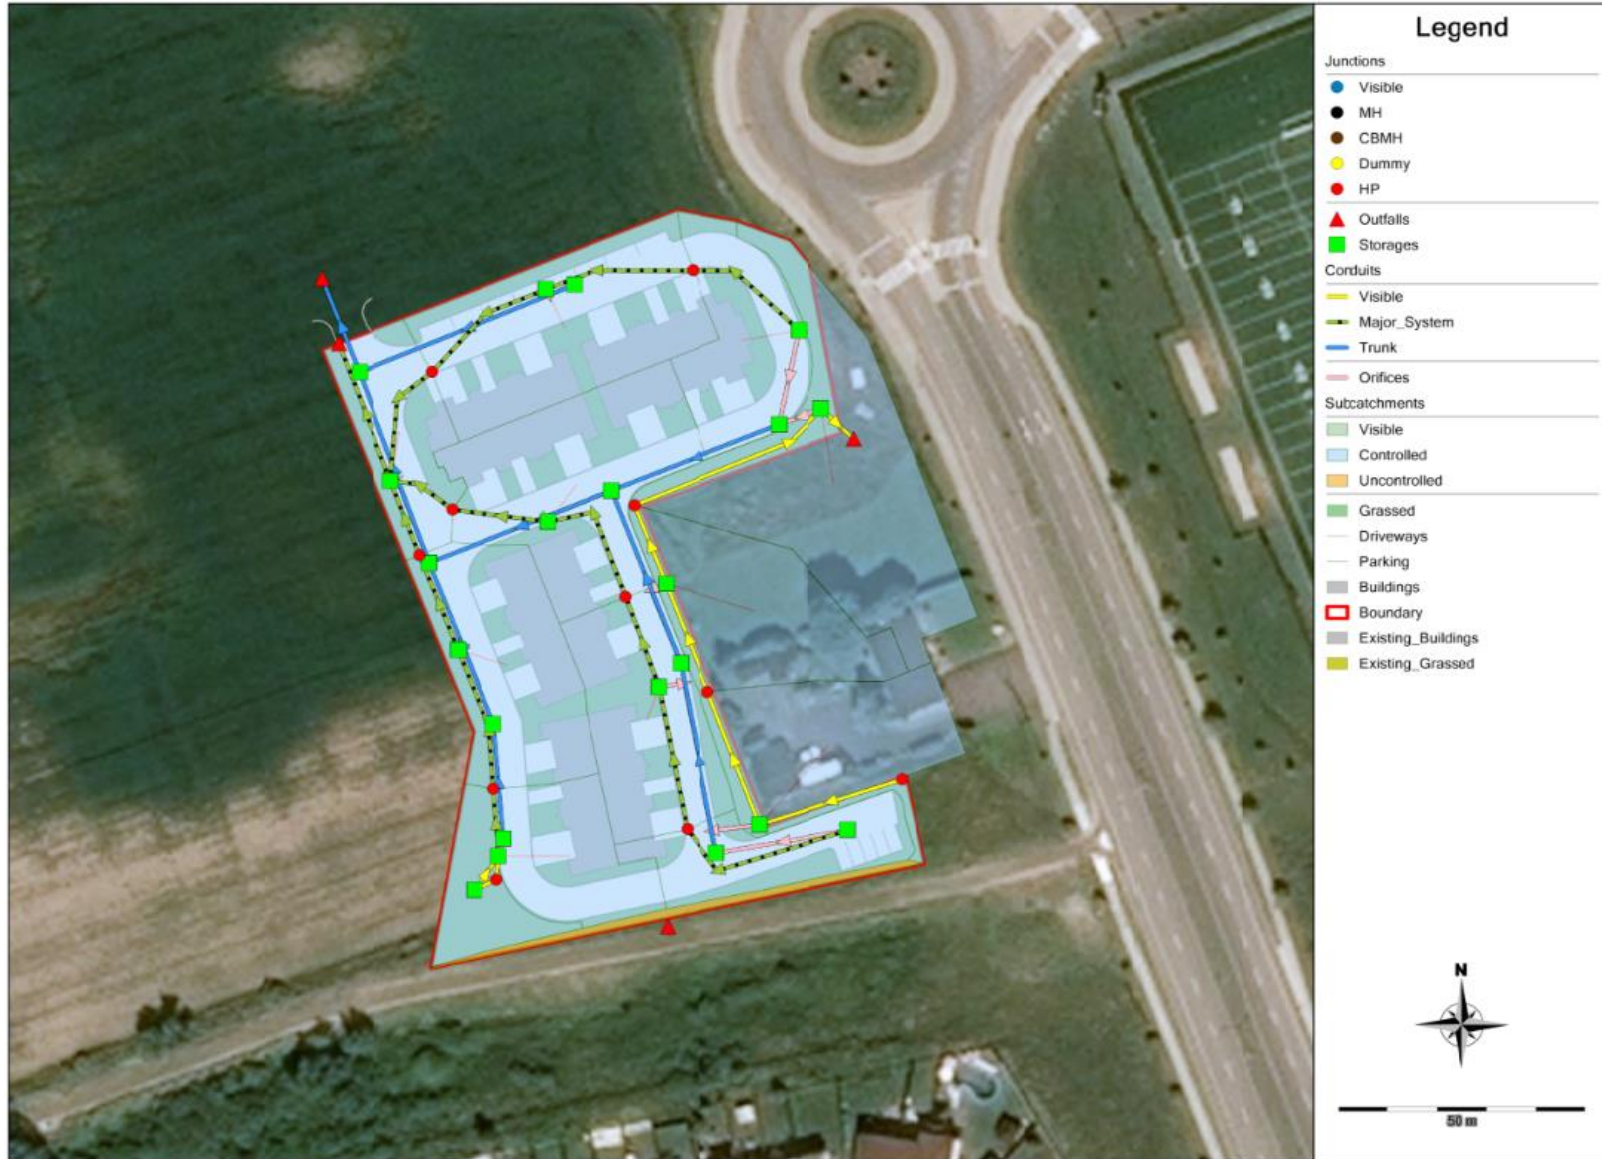 Legend
Junctions
Visible
MH
CBMH
Dummy
HP
Outfalls
Storages
Conduits
Visible
Major_System
Trunk
Orifices
Subcatchments
Visible
Controlled
Uncontrolled
Grassed
Driveways
Parking
Buildings
Boundary
Existing_Buildings
Existing_Grassed
N
50 m